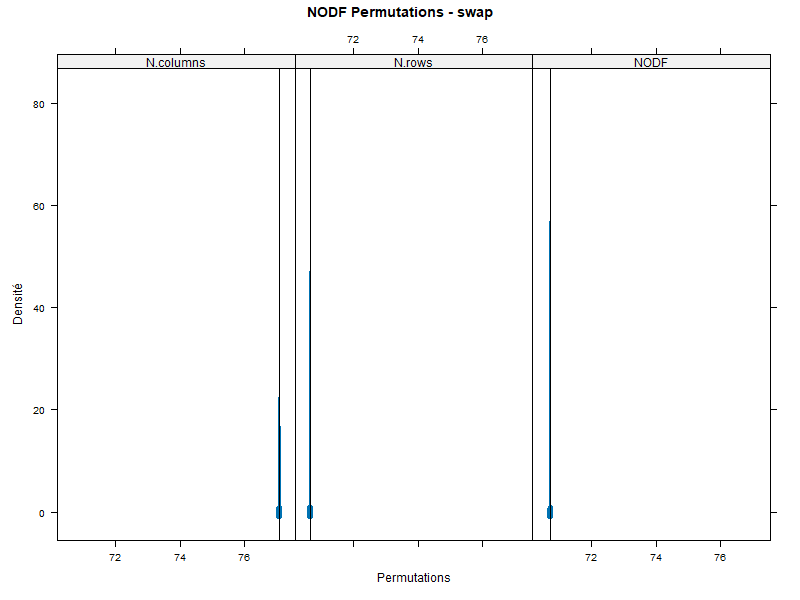 NODF Permutations - swap
72 74 76
N.columns N.rows NODF
80
60
40
20
0
Densité
72 74 76 72 74 76
Permutations